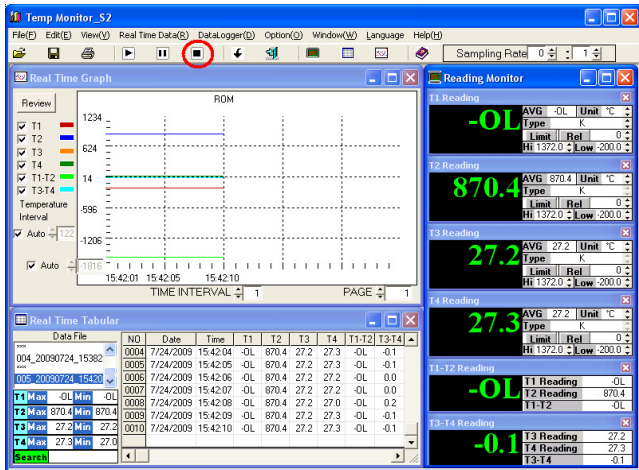 Temp Monitor_S2
File(F) Edit(E) View(V) Real Time Data(R) DataLogger(D) Option(O) Window(W) Language Help(H)
Sampling Rate 0 : 1
Real Time Graph
Review
ROM
T1
T2
T3
T4
T1-T2
T3-T4
Temperature
Interval
Auto 122
Auto -1816
1234
624
14
-596
-1206
15:42:01 15:42:05 15:42:10
TIME INTERVAL 1 PAGE 1
Real Time Tabular
Data File
004_20090724_15382
***
005_20090724_15420
T1 Max -OL Min -OL
T2 Max 870.4 Min 870.4
T3 Max 27.2 Min 27.2
T4 Max 27.3 Min 27.0
Search
NO Date Time T1 T2 T3 T4 T1-T2 T3-T4
0004 7/24/2009 15:42:04 -OL 870.4 27.2 27.3 -OL -0.1
0005 7/24/2009 15:42:05 -OL 870.4 27.2 27.3 -OL -0.1
0006 7/24/2009 15:42:06 -OL 870.4 27.2 27.2 -OL 0.0
0007 7/24/2009 15:42:07 -OL 870.4 27.2 27.2 -OL 0.0
0008 7/24/2009 15:42:08 -OL 870.4 27.2 27.0 -OL 0.2
0009 7/24/2009 15:42:09 -OL 870.4 27.2 27.3 -OL -0.1
0010 7/24/2009 15:42:10 -OL 870.4 27.2 27.3 -OL -0.1
Reading Monitor
T1 Reading
-OL
AVG -OL Unit °C
Type K
Limit Rel 0
Hi 1372.0 Low -200.0
T2 Reading
870.4
AVG 870.4 Unit °C
Type K
Limit Rel 0
Hi 1372.0 Low -200.0
T3 Reading
27.2
AVG 27.2 Unit °C
Type K
Limit Rel 0
Hi 1372.0 Low -200.0
T4 Reading
27.3
AVG 27.2 Unit °C
Type K
Limit Rel 0
Hi 1372.0 Low -200.0
T1-T2 Reading
-OL
T1 Reading -OL
T2 Reading 870.4
T1-T2 -OL
T3-T4 Reading
-0.1
T3 Reading 27.2
T4 Reading 27.3
T3-T4 -0.1